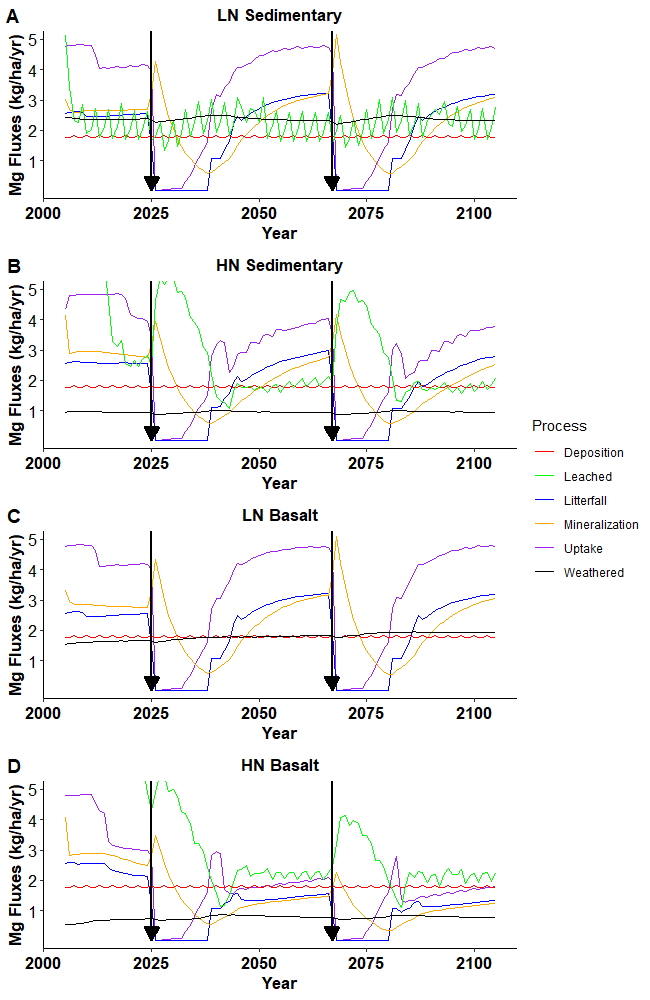 A LN Sedimentary
Mg Fluxes (kg/ha/yr)
5
4
3
2
1
2000 2025 2050 2075 2100
Year
B HN Sedimentary
Mg Fluxes (kg/ha/yr)
5
4
3
2
1
2000 2025 2050 2075 2100
Year
Process
Deposition
Leached
Litterfall
Mineralization
Uptake
Weathered
C LN Basalt
Mg Fluxes (kg/ha/yr)
5
4
3
2
1
2000 2025 2050 2075 2100
Year
D HN Basalt
Mg Fluxes (kg/ha/yr)
5
4
3
2
1
2000 2025 2050 2075 2100
Year